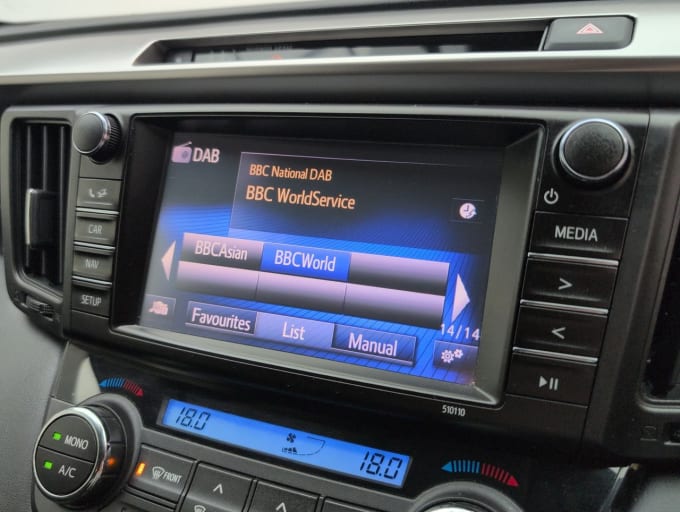 DAB
BBC National DAB
BBC WorldService
BBCAsian BBCWorld
14/14
Favourites List Manual
CAR
NAV
SETUP
MEDIA
510110
18.0 18.0
MONO
A/C
FRONT